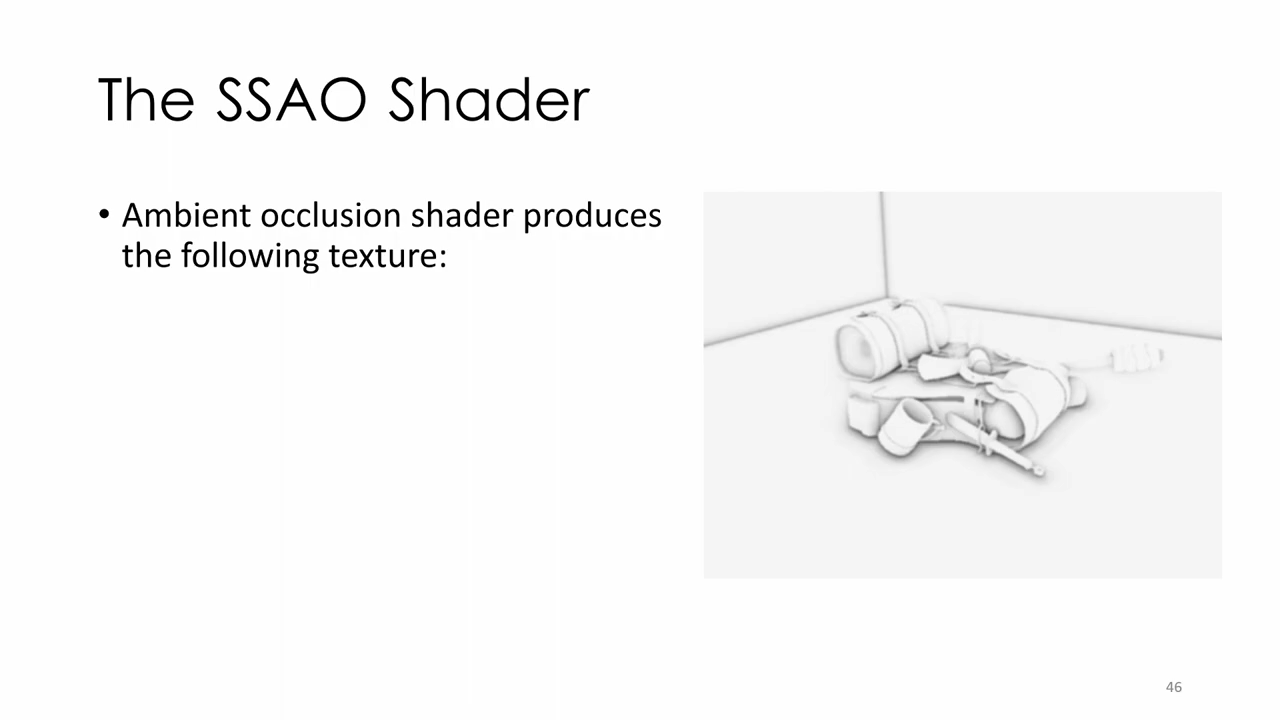 The SSAO Shader
• Ambient occlusion shader produces
the following texture:
46